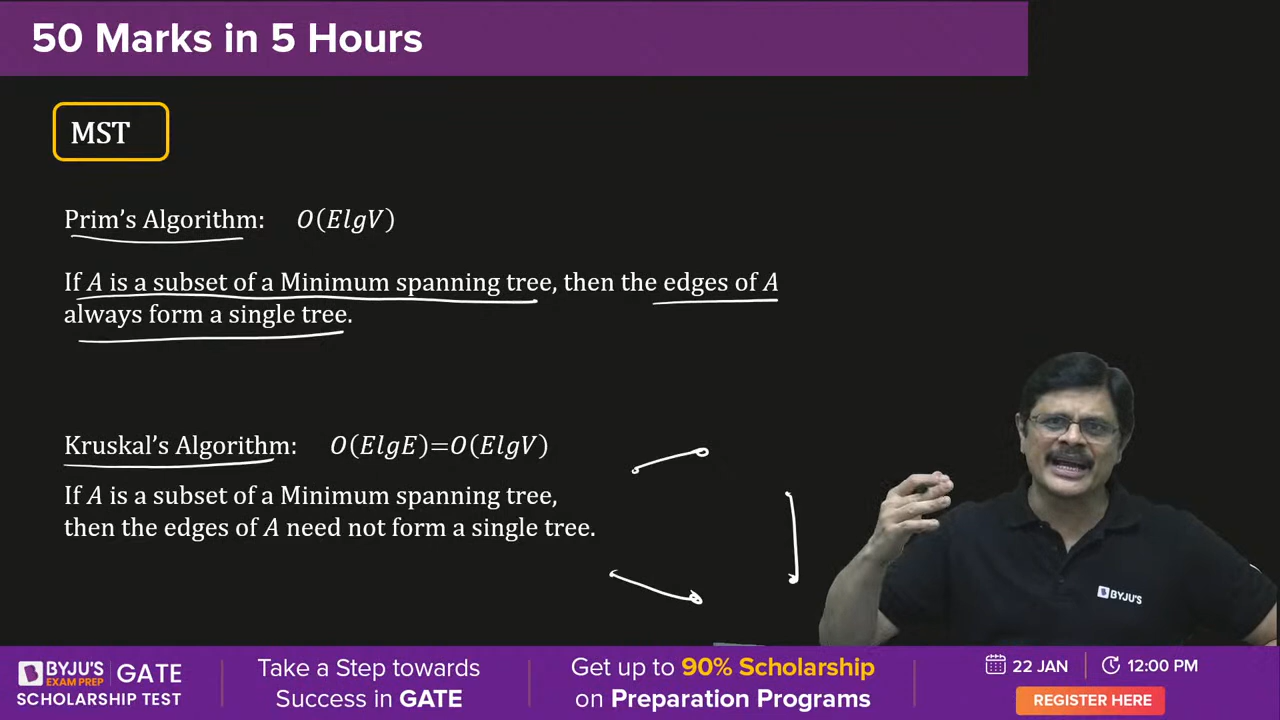 50 Marks in 5 Hours
MST
Prim's Algorithm: O(ElgV)
If A is a subset of a Minimum spanning tree, then the edges of A
always form a single tree.
Kruskal's Algorithm: O(ElgE)=O(ElgV)
If A is a subset of a Minimum spanning tree,
then the edges of A need not form a single tree.
BYJU'S
BYJU'S
EXAM PREP
GATE
SCHOLARSHIP TEST
Take a Step towards
Success in GATE
Get up to 90% Scholarship
on Preparation Programs
22 JAN
12:00 PM
REGISTER HERE